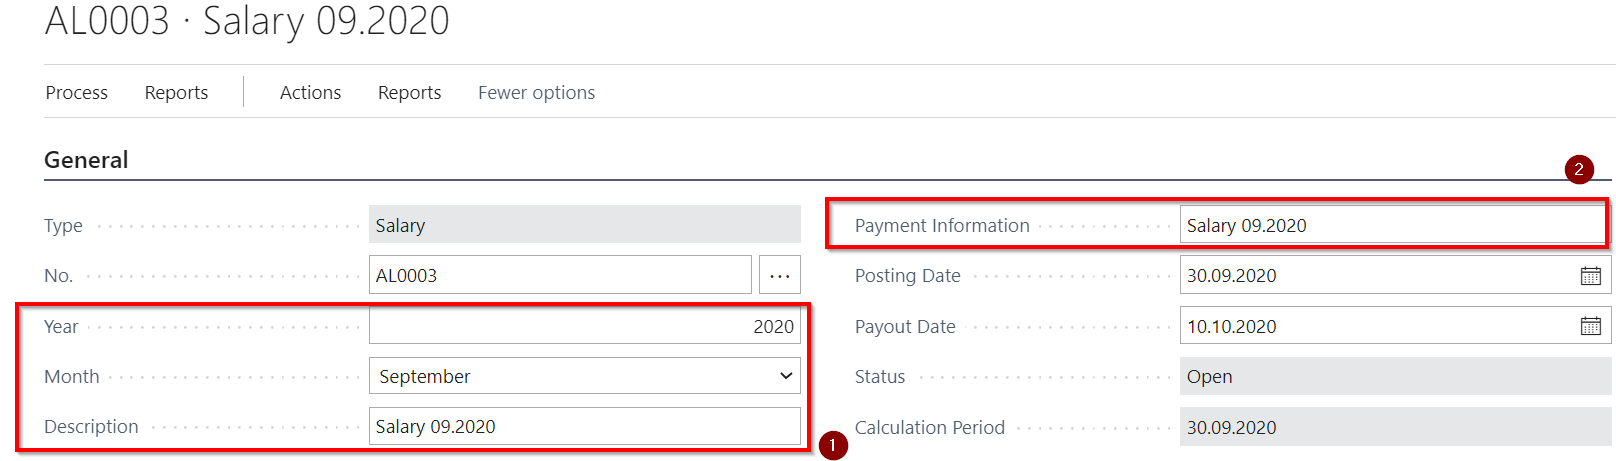 AL0003 · Salary 09.2020
Process Reports Actions Reports Fewer options
General
2
Type Salary
Payment Information Salary 09.2020
No. AL0003 ...
Posting Date 30.09.2020
Year 2020
Payout Date 10.10.2020
Month September
Status Open
Description Salary 09.2020
1
Calculation Period 30.09.2020